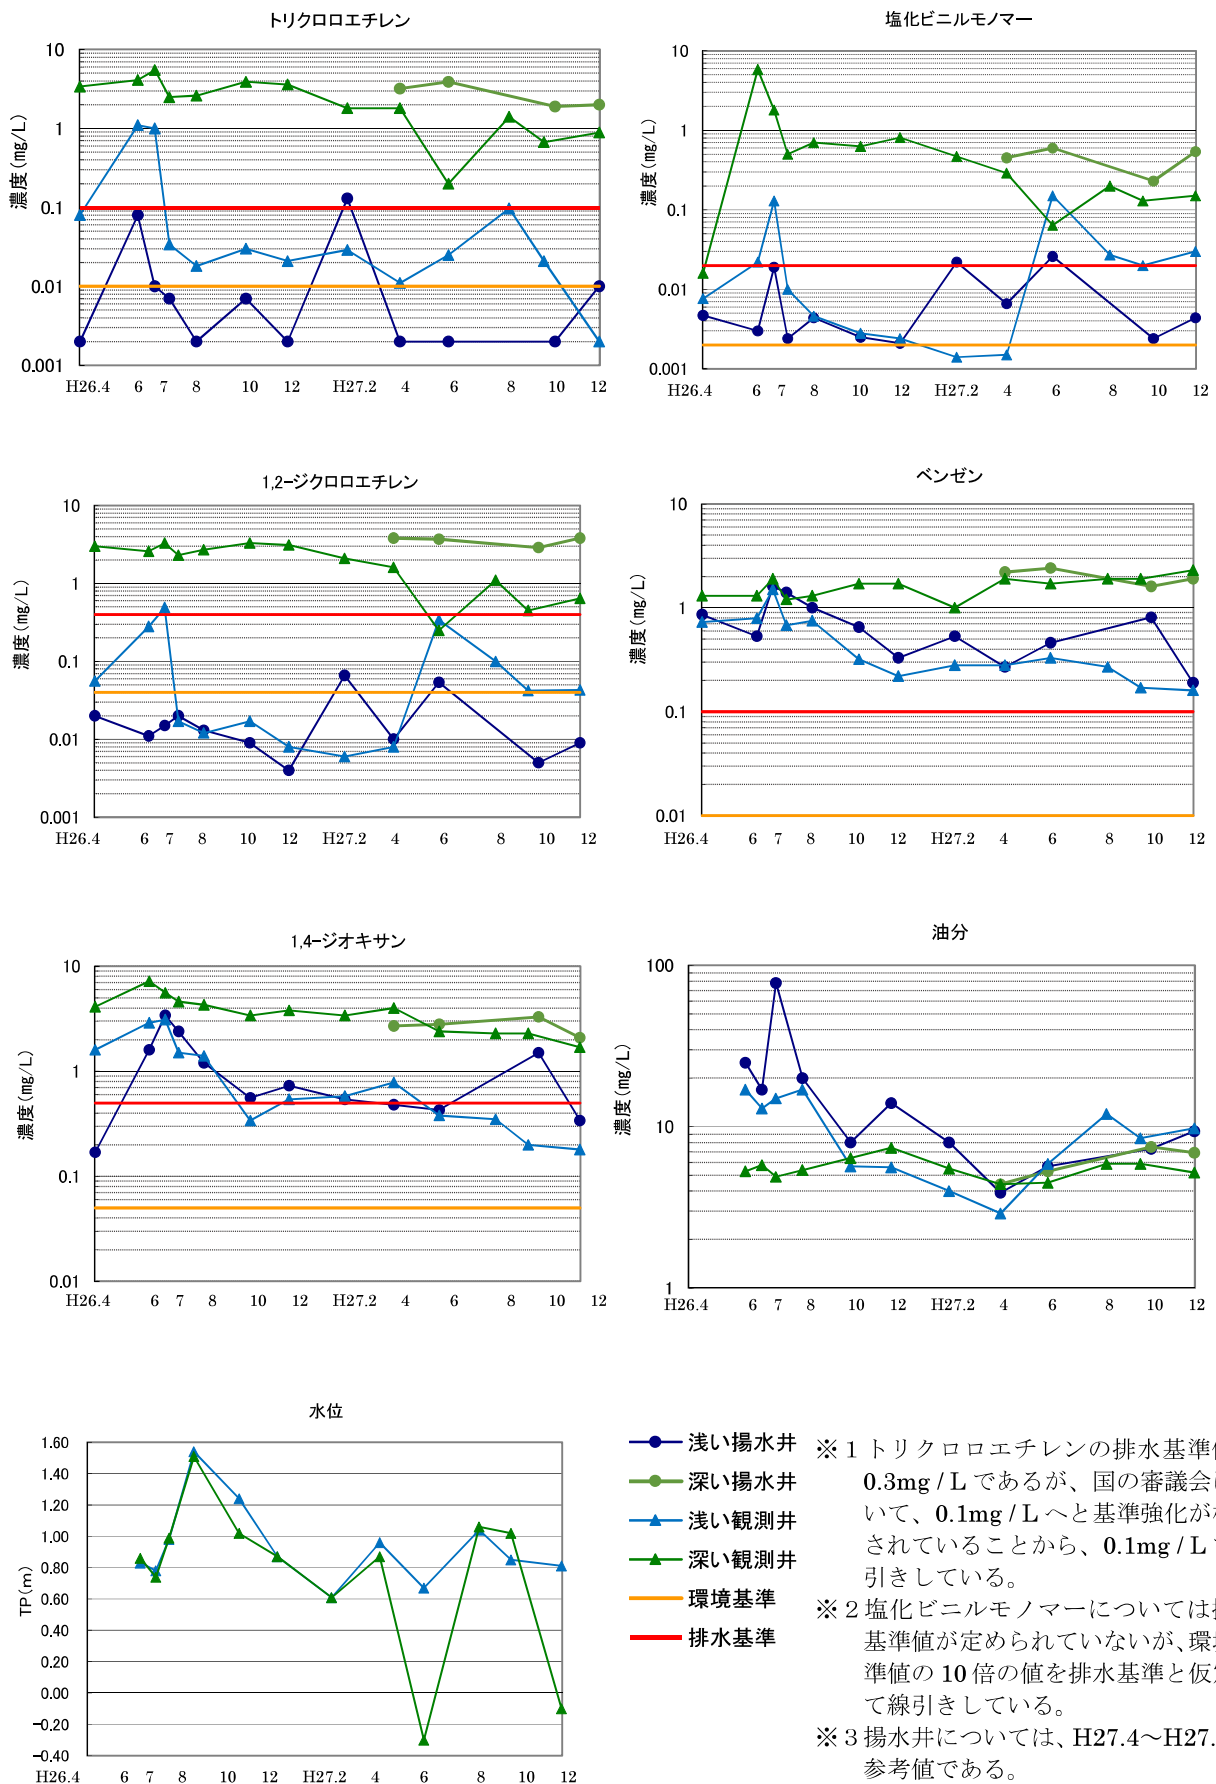 トリクロロエチレン
10
1
0.1
0.01
0.001
濃度(mg/L)
H26.4 6 7 8 10 12 H27.2 4 6 8 10 12
塩化ビニルモノマー
10
1
0.1
0.01
0.001
濃度(mg/L)
H26.4 6 7 8 10 12 H27.2 4 6 8 10 12
1,2-ジクロロエチレン
10
1
0.1
0.01
0.001
濃度(mg/L)
H26.4 6 7 8 10 12 H27.2 4 6 8 10 12
ベンゼン
10
1
0.1
0.01
濃度(mg/L)
H26.4 6 7 8 10 12 H27.2 4 6 8 10 12
1,4-ジオキサン
10
1
0.1
0.01
濃度(mg/L)
H26.4 6 7 8 10 12 H27.2 4 6 8 10 12
油分
100
10
1
濃度(mg/L)
H26.4 6 7 8 10 12 H27.2 4 6 8 10 12
水位
1.60
1.40
1.20
1.00
0.80
0.60
0.40
0.20
0.00
-0.20
-0.40
TP(m)
H26.4 6 7 8 10 12 H27.2 4 6 8 10 12
浅い揚水井
深い揚水井
浅い観測井
深い観測井
環境基準
排水基準
※1トリクロロエチレンの排水基準
0.3mg / L であるが、国の審議会
いて、0.1mg / L へと基準強化が
されていることから、0.1mg / L
引きしている。
※2塩化ビニルモノマーについては
基準値が定められていないが、環
準値の 10 倍の値を排水基準と仮
て線引きしている。
※3揚水井については、H27.4～H27.
参考値である。